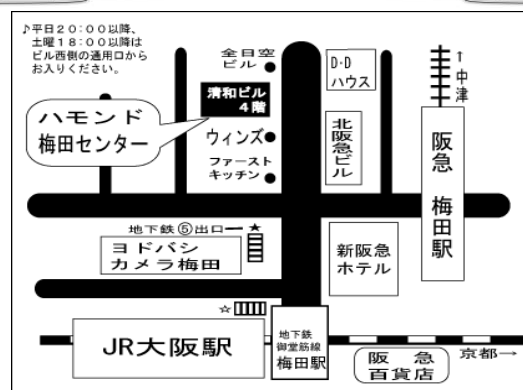 ♪平日20:00以降、
土曜18:00以降は
ビル西側の通用口から
お入りください。
全日空
ビル
D・D
ハウス
↑中津
清和ビル
4階
ハモンド
梅田センター
ウィンズ
北阪急ビル
阪急 梅田駅
ファースト
キッチン
地下鉄⑤出口ー★
ヨドバシ
カメラ梅田
新阪急
ホテル
☆
JR大阪駅
地下鉄
御堂筋線
梅田駅
阪急
百貨店
京都→